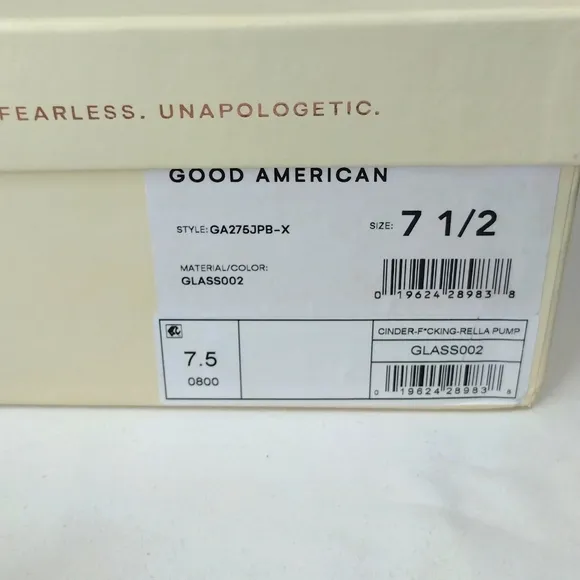 FEARLESS. UNAPOLOGETIC.
GOOD AMERICAN
STYLE: GA275JPB-X
SIZE: 7 1/2
MATERIAL/COLOR:
GLASS002
0 19624 28983 8
7.5
0800
CINDER-F*CKING-RELLA PUMP
GLASS002
0 19624 28983 8